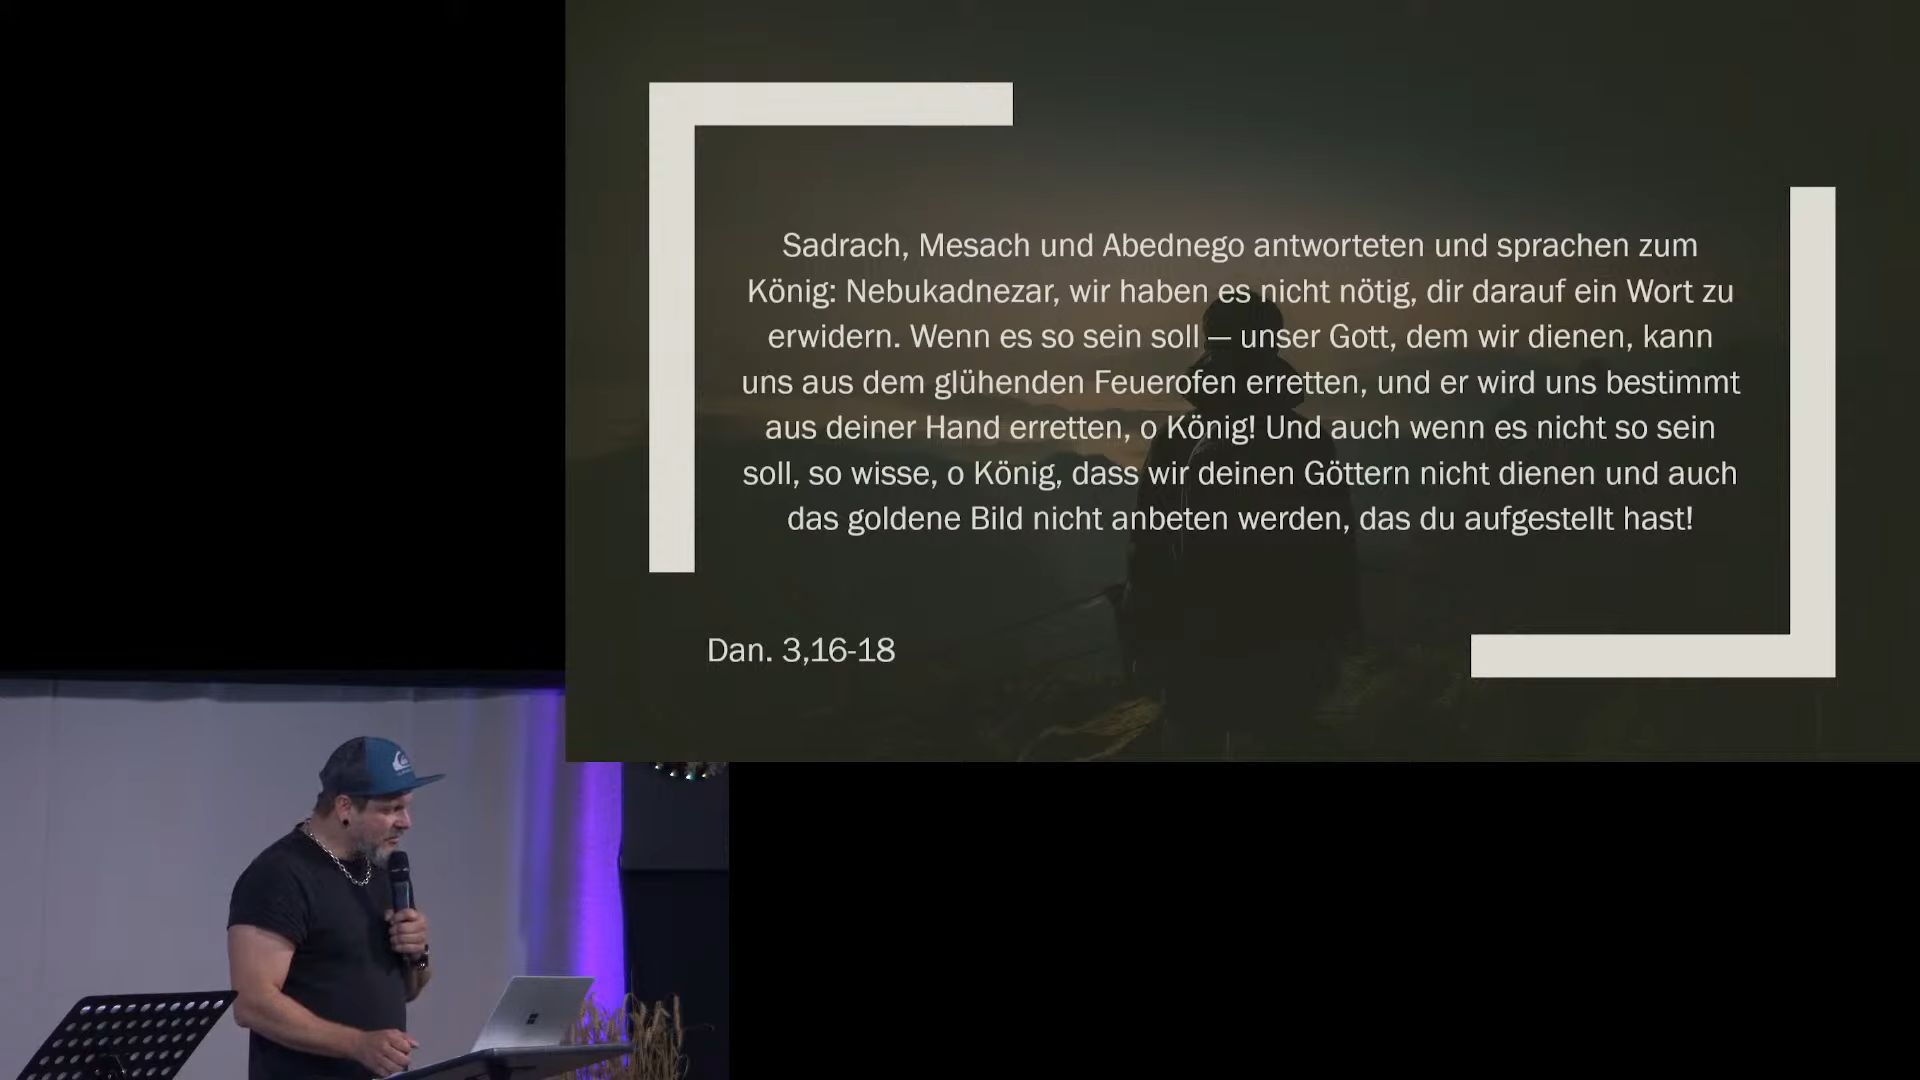 Sadrach, Mesach und Abednego antworteten und sprachen zum
König: Nebukadnezar, wir haben es nicht nötig, dir darauf ein Wort zu
erwidern. Wenn es so sein soll — unser Gott, dem wir dienen, kann
uns aus dem glühenden Feuerofen erretten, und er wird uns bestimmt
aus deiner Hand erretten, o König! Und auch wenn es nicht so sein
soll, so wisse, o König, dass wir deinen Göttern nicht dienen und auch
das goldene Bild nicht anbeten werden, das du aufgestellt hast!
Dan. 3,16-18